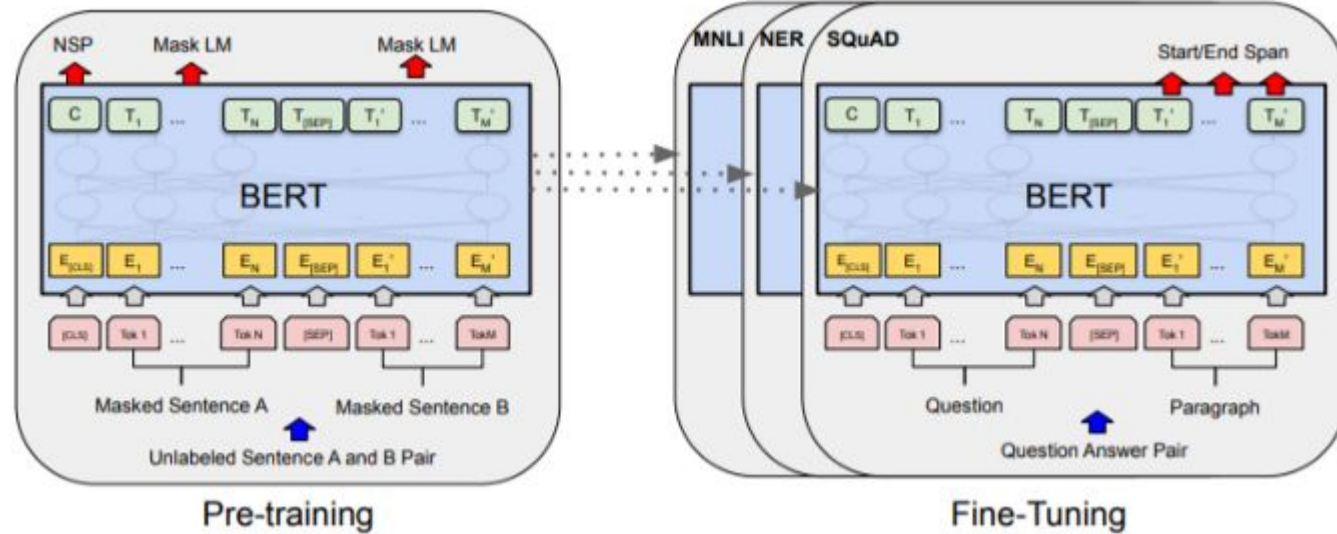 NSP Mask LM Mask LM
C T1 ... TN T[SEP] T1' ... TM'
BERT
E[CLS] E1 ... EN E[SEP] E1' ... EM'
[CLS] Tok 1 ... Tok N [SEP] Tok 1 ... TokM
Masked Sentence A Masked Sentence B
Unlabeled Sentence A and B Pair
Pre-training
MNLI NER SQuAD
Start/End Span
C T1 ... TN T[SEP] T1' ... TM'
BERT
E[CLS] E1 ... EN E[SEP] E1' ... EM'
[CLS] Tok 1 ... Tok N [SEP] Tok 1 ... TokM
Question Paragraph
Question Answer Pair
Fine-Tuning